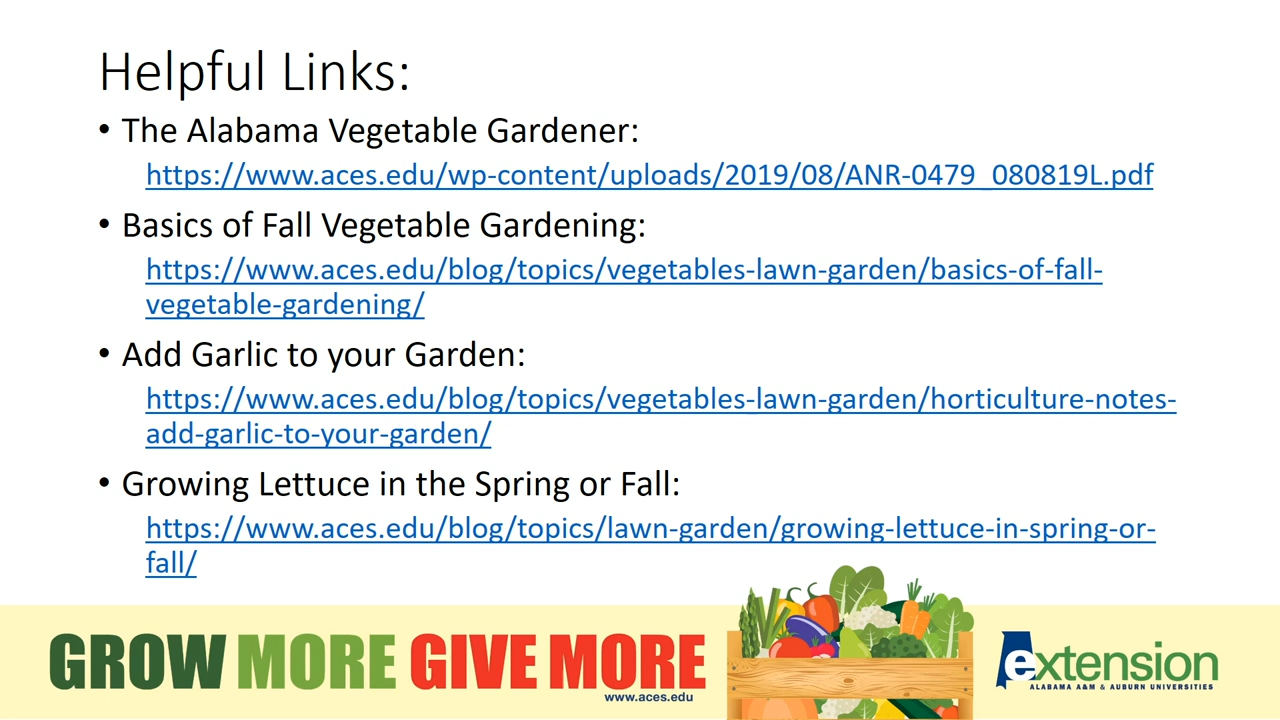 Helpful Links:
• The Alabama Vegetable Gardener:
https://www.aces.edu/wp-content/uploads/2019/08/ANR-0479_080819L.pdf
• Basics of Fall Vegetable Gardening:
https://www.aces.edu/blog/topics/vegetables-lawn-garden/basics-of-fall-
vegetable-gardening/
• Add Garlic to your Garden:
https://www.aces.edu/blog/topics/vegetables-lawn-garden/horticulture-notes-
add-garlic-to-your-garden/
• Growing Lettuce in the Spring or Fall:
https://www.aces.edu/blog/topics/lawn-garden/growing-lettuce-in-spring-or-
fall/
GROW MORE GIVE MORE
www.aces.edu
extension
ALABAMA A&M & AUBURN UNIVERSITIES